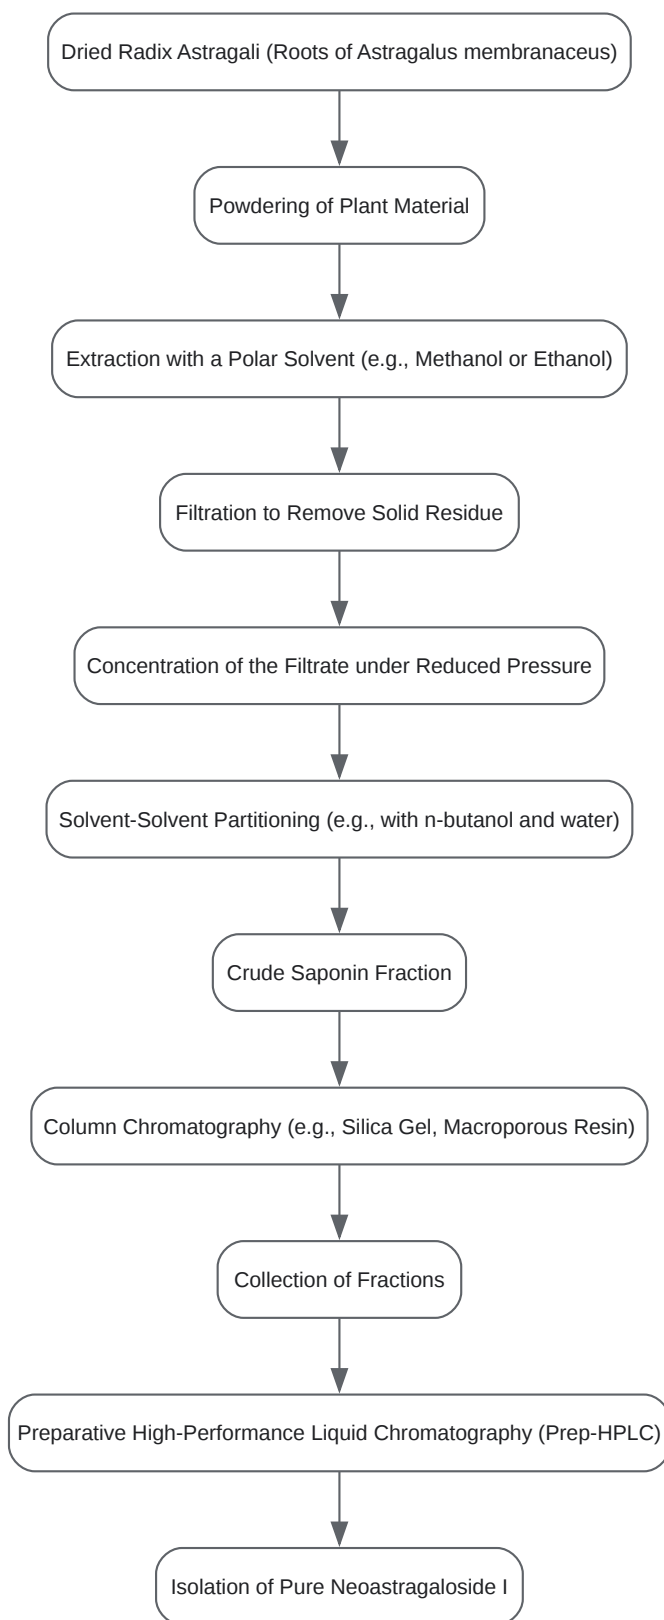 Dried Radix Astragali (Roots of Astragalus membranaceus)
Powdering of Plant Material
Extraction with a Polar Solvent (e.g., Methanol or Ethanol)
Filtration to Remove Solid Residue
Concentration of the Filtrate under Reduced Pressure
Solvent-Solvent Partitioning (e.g., with n-butanol and water)
Crude Saponin Fraction
Column Chromatography (e.g., Silica Gel, Macroporous Resin)
Collection of Fractions
Preparative High-Performance Liquid Chromatography (Prep-HPLC)
Isolation of Pure Neoastragaloside I